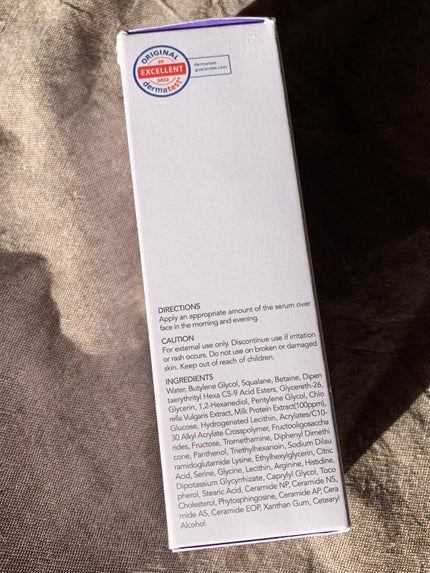 ORIGINAL
DE
EXCELLENT
2022
dermatest
dermatest-
guarantee.com
DIRECTIONS
Apply an appropriate amount of the serum over
face in the morning and evening.
CAUTION
For external use only. Discontinue use if irritation
or rash occurs. Do not use on broken or damaged
skin. Keep out of reach of children.
INGREDIENTS
Water, Butylene Glycol, Squalane, Betaine, Dipen
taerythrityl Hexa C5-9 Acid Esters, Glycereth-26,
Glycerin, 1,2-Hexanediol, Pentylene Glycol, Chlo
rella Vulgaris Extract, Milk Protein Extract(100ppm),
Glucose, Hydrogenated Lecithin, Acrylates/C10-
30 Alkyl Acrylate Crosspolymer, Fructooligosaccha
rides, Fructose, Tromethamine, Diphenyl Dimethi
cone, Panthenol, Triethylhexanoin, Sodium Dilau
ramidoglutamide Lysine, Ethylhexylglycerin, Citric
Acid, Serine, Glycine, Lecithin, Arginine, Histidine,
Dipotassium Glycyrrhizate, Caprylyl Glycol, Toco
pherol, Stearic Acid, Ceramide NP, Ceramide NS,
Cholesterol, Phytosphingosine, Ceramide AP, Cera
mide AS, Ceramide EOP, Xanthan Gum, Cetearyl
Alcohol